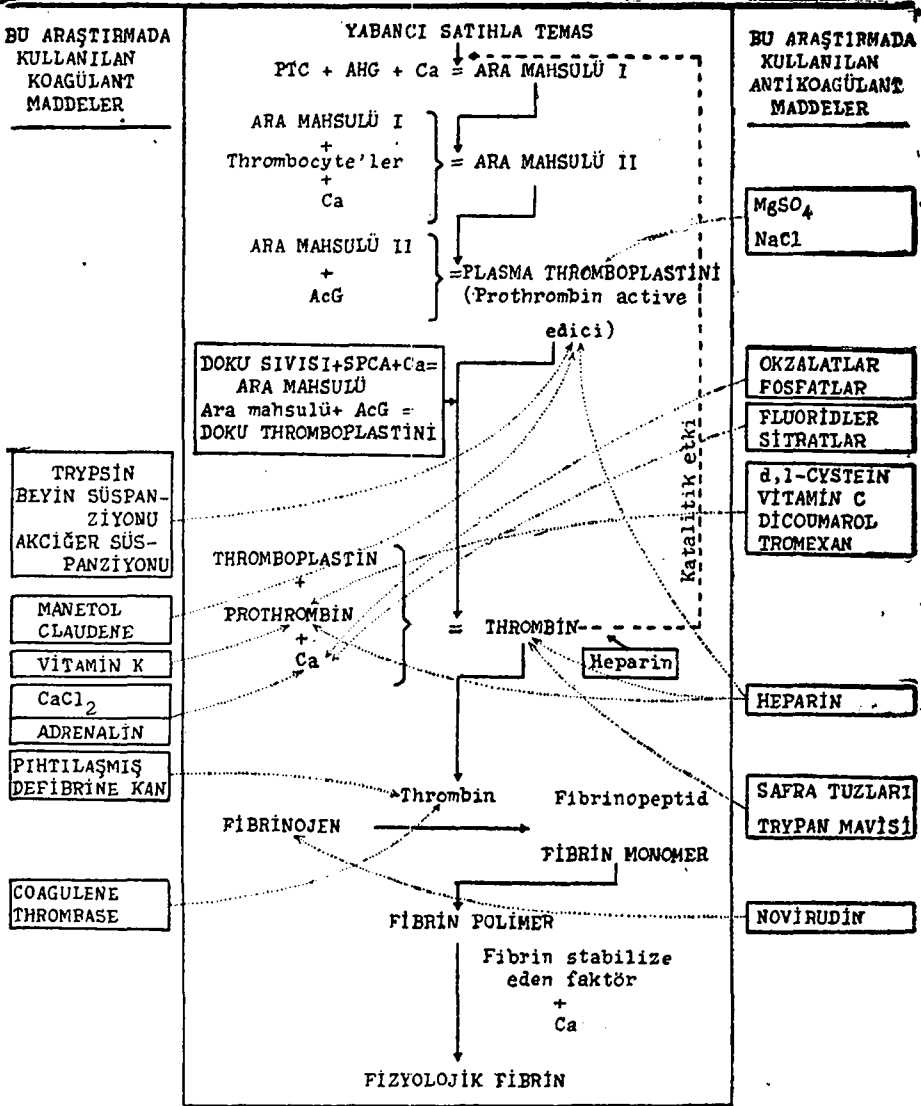 BU ARAŞTIRMADA
KULLANILAN
KOAGÜLANT
MADDELER
TRYPSİN
BEYİN SÜSPAN-
ZİYONU
AKCİĞER SÜS-
PANZİYONU
MANETOL
CLAUDENE
VİTAMİN K
CaCl2
ADRENALİN
PIHTILAŞMIŞ
DEFİBRİNE KAN
COAGULENE
THROMBASE
YABANCI SATIHLA TEMAS
PTC + AHG + Ca = ARA MAHSULÜ I
ARA MAHSULÜ I
+
Thrombocyte'ler
+
Ca
= ARA MAHSULÜ II
ARA MAHSULÜ II
+
AcG
=PLASMA THROMBOPLASTİNİ
(Prothrombin active
edici)
DOKU SIVISI+SPCA+Ca=
ARA MAHSULÜ
Ara mahsulü+ AcG =
DOKU THROMBOPLASTİNİ
THROMBOPLASTİN
+
PROTHROMBİN
+
Ca
= THROMBİN
Heparin
Katalitik etki
Thrombin
Fibrinopeptid
FİBRİNOJEN
FİBRİN MONOMER
FİBRİN POLİMER
Fibrin stabilize
eden faktör
+
Ca
FİZYOLOJİK FİBRİN
BU ARAŞTIRMADA
KULLANILAN
ANTİKOAGÜLANT
MADDELER
MgSO4
NaCl
OKZALATLAR
FOSFATLAR
FLUORİDLER
SİTRATLAR
d,l-CYSTEİN
VİTAMİN C
DİCOUMAROL
TROMEXAN
HEPARİN
SAFRA TUZLARI
TRYPAN MAVİSİ
NOVİRUDİN